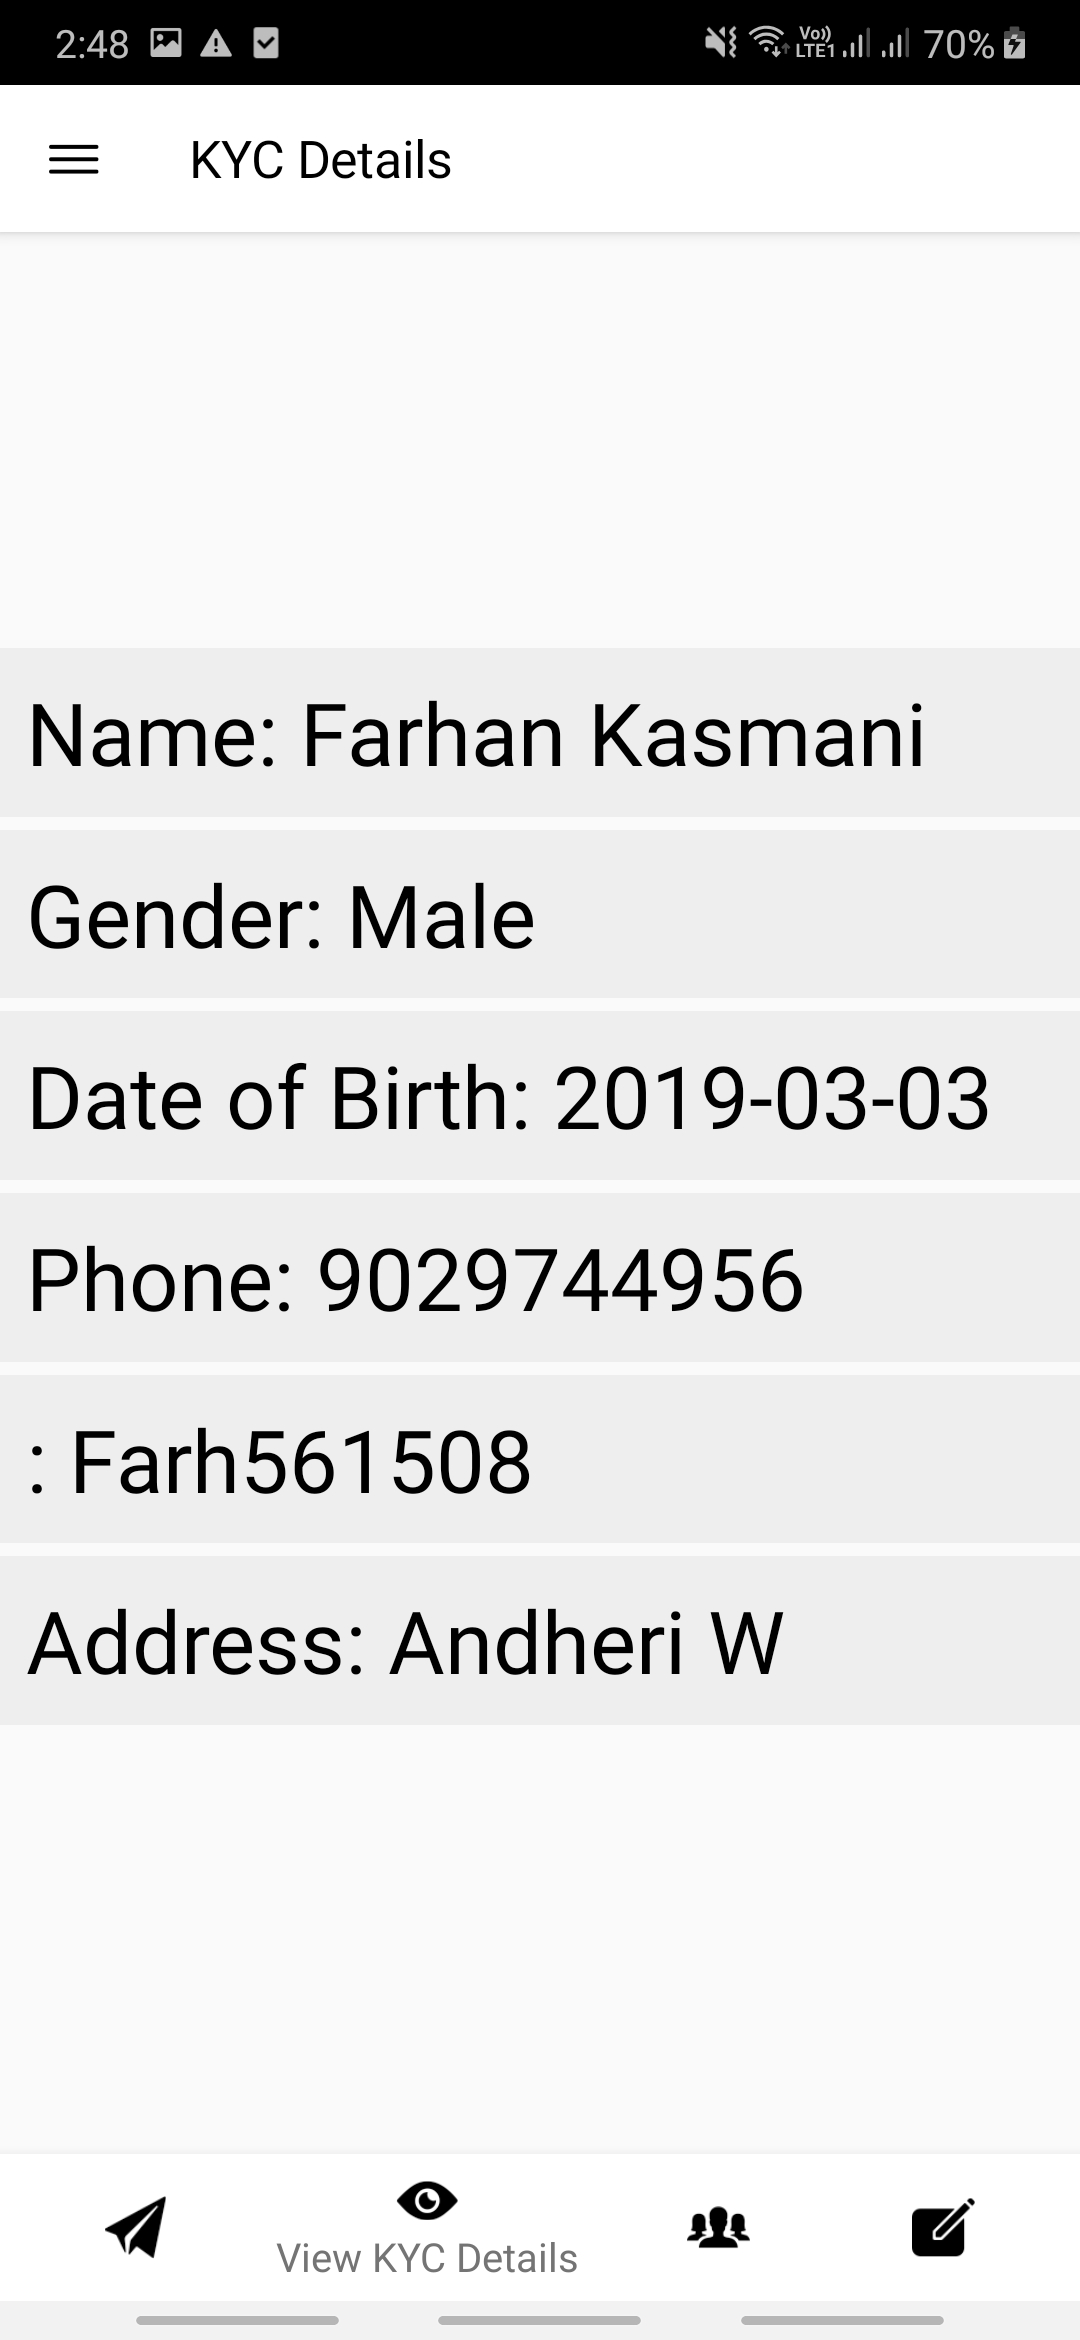 2:48 Vo)) LTE1 70%
KYC Details
Name: Farhan Kasmani
Gender: Male
Date of Birth: 2019-03-03
Phone: 9029744956
: Farh561508
Address: Andheri W
View KYC Details